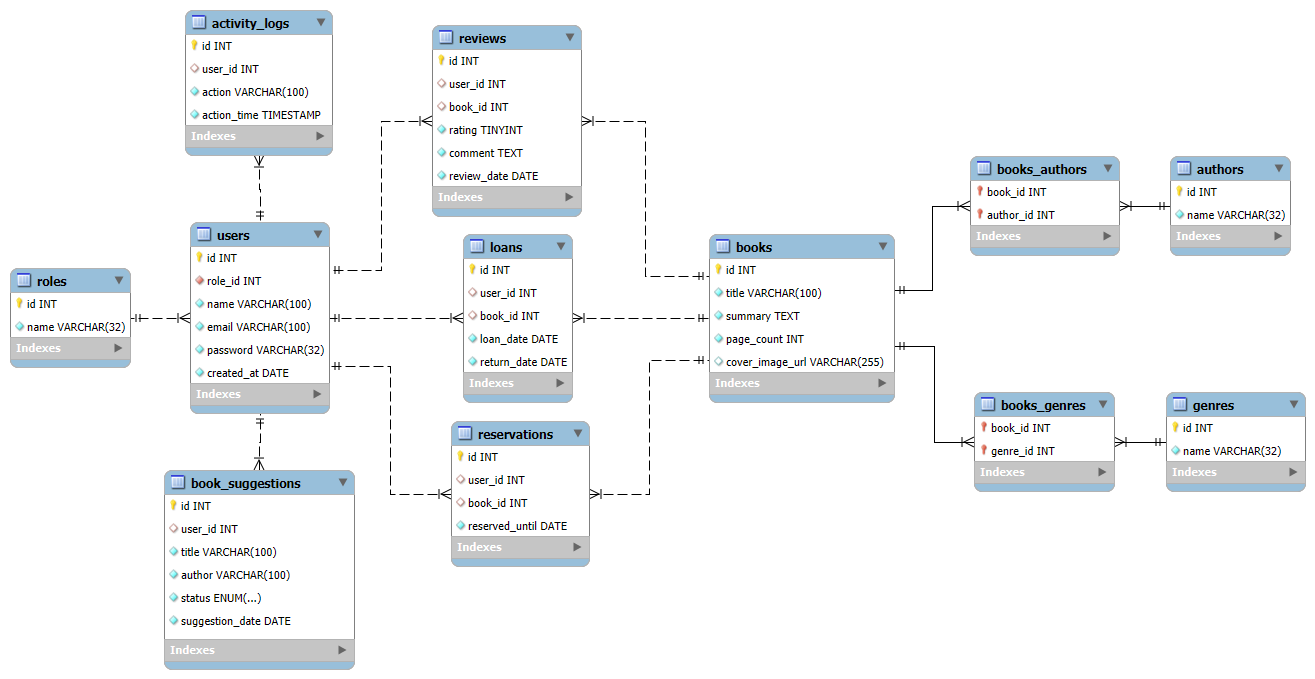 activity_logs
id INT
user_id INT
action VARCHAR(100)
action_time TIMESTAMP
Indexes
reviews
id INT
user_id INT
book_id INT
rating TINYINT
comment TEXT
review_date DATE
Indexes
books_authors
book_id INT
author_id INT
Indexes
authors
id INT
name VARCHAR(32)
Indexes
roles
id INT
name VARCHAR(32)
Indexes
users
id INT
role_id INT
name VARCHAR(100)
email VARCHAR(100)
password VARCHAR(32)
created_at DATE
Indexes
loans
id INT
user_id INT
book_id INT
loan_date DATE
return_date DATE
Indexes
books
id INT
title VARCHAR(100)
summary TEXT
page_count INT
cover_image_url VARCHAR(255)
Indexes
books_genres
book_id INT
genre_id INT
Indexes
genres
id INT
name VARCHAR(32)
Indexes
reservations
id INT
user_id INT
book_id INT
reserved_until DATE
Indexes
book_suggestions
id INT
user_id INT
title VARCHAR(100)
author VARCHAR(100)
status ENUM(...)
suggestion_date DATE
Indexes